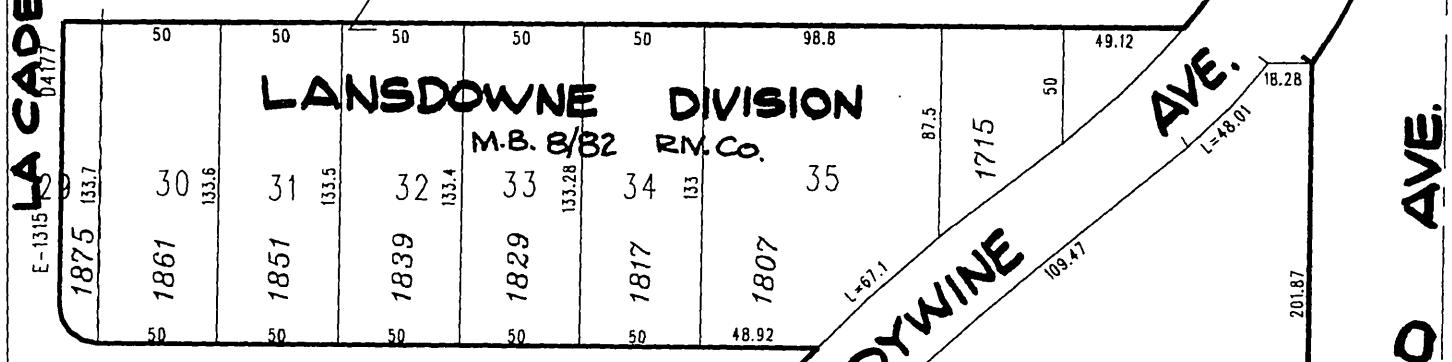 LA CADE
D4177
50 50 50 50 50 98.8 49.12
LANSDOWNE DIVISION
M.B. 8/82 RIV. CO.
AVE.
18.28
L=48.01
50
87.5
1715
29 133.7 30 133.6 31 133.5 32 133.4 33 133.28 34 133 35
E-1315
1875 1861 1851 1839 1829 1817 1807
L=67.1
DYWINE
109.47
201.87
AVE.
D
50 50 50 50 50 48.92